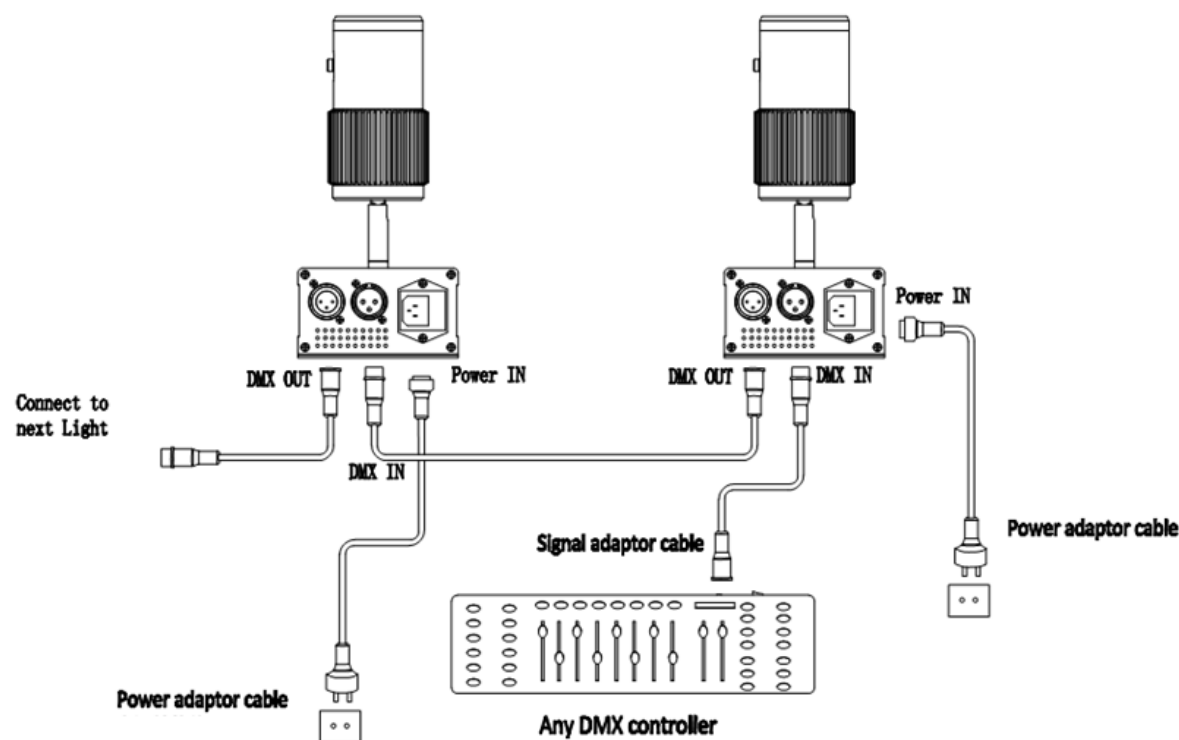 Power IN
DMX OUT
Power IN
DMX OUT
DMX IN
Connect to
next Light
DMX IN
Signal adaptor cable
Power adaptor cable
Power adaptor cable
Any DMX controller